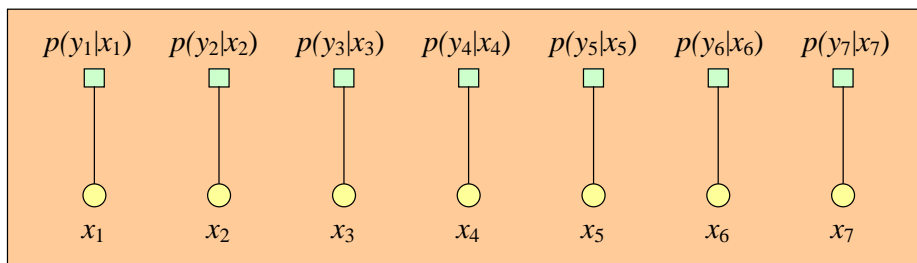 p(y₁|x₁) p(y₂|x₂) p(y₃|x₃) p(y₄|x₄) p(y₅|x₅) p(y₆|x₆) p(y₇|x₇)
x₁ x₂ x₃ x₄ x₅ x₆ x₇